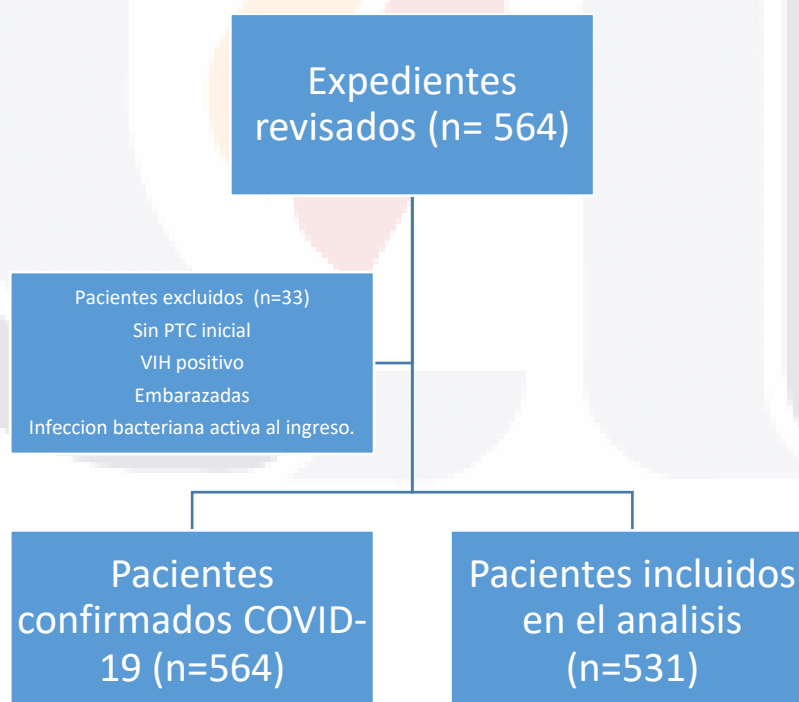 Expedientes
revisados (n= 564)
Pacientes excluidos (n=33)
Sin PTC inicial
VIH positivo
Embarazadas
Infeccion bacteriana activa al ingreso.
Pacientes
confirmados COVID-
19 (n=564)
Pacientes incluidos
en el analisis
(n=531)